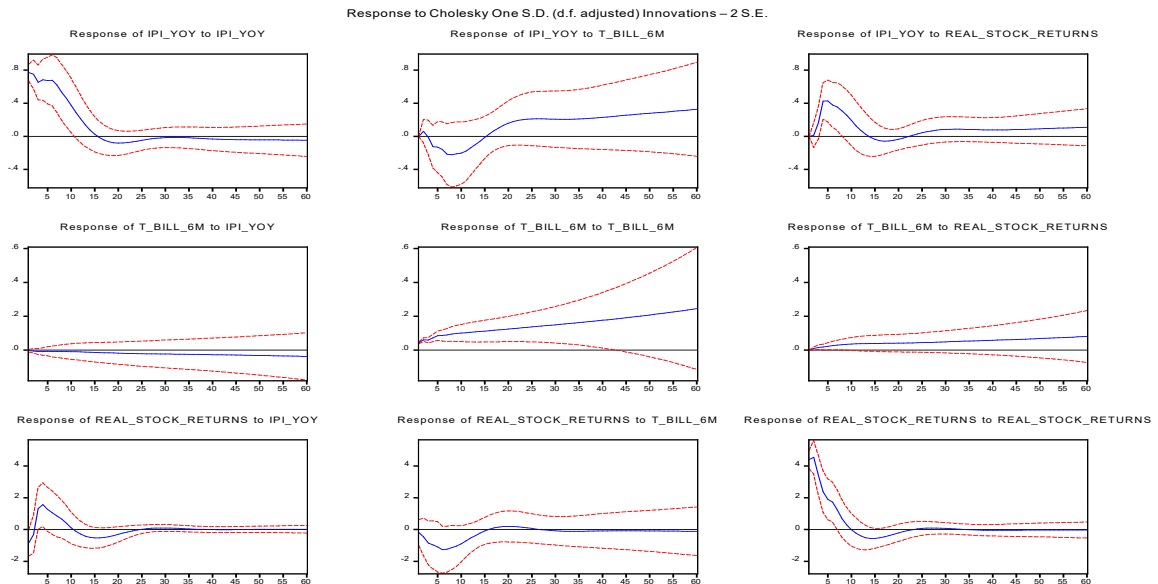 Response to Cholesky One S.D. (d.f. adjusted) Innovations – 2 S.E.
Response of IPI_YOY to IPI_YOY
.8
.4
.0
-.4
5 10 15 20 25 30 35 40 45 50 55 60
Response of IPI_YOY to T_BILL_6M
.8
.4
.0
-.4
5 10 15 20 25 30 35 40 45 50 55 60
Response of IPI_YOY to REAL_STOCK_RETURNS
.8
.4
.0
-.4
5 10 15 20 25 30 35 40 45 50 55 60
Response of T_BILL_6M to IPI_YOY
.6
.4
.2
.0
5 10 15 20 25 30 35 40 45 50 55 60
Response of T_BILL_6M to T_BILL_6M
.6
.4
.2
.0
5 10 15 20 25 30 35 40 45 50 55 60
Response of T_BILL_6M to REAL_STOCK_RETURNS
.6
.4
.2
.0
5 10 15 20 25 30 35 40 45 50 55 60
Response of REAL_STOCK_RETURNS to IPI_YOY
4
2
0
-2
5 10 15 20 25 30 35 40 45 50 55 60
Response of REAL_STOCK_RETURNS to T_BILL_6M
4
2
0
-2
5 10 15 20 25 30 35 40 45 50 55 60
Response of REAL_STOCK_RETURNS to REAL_STOCK_RETURNS
4
2
0
-2
5 10 15 20 25 30 35 40 45 50 55 60